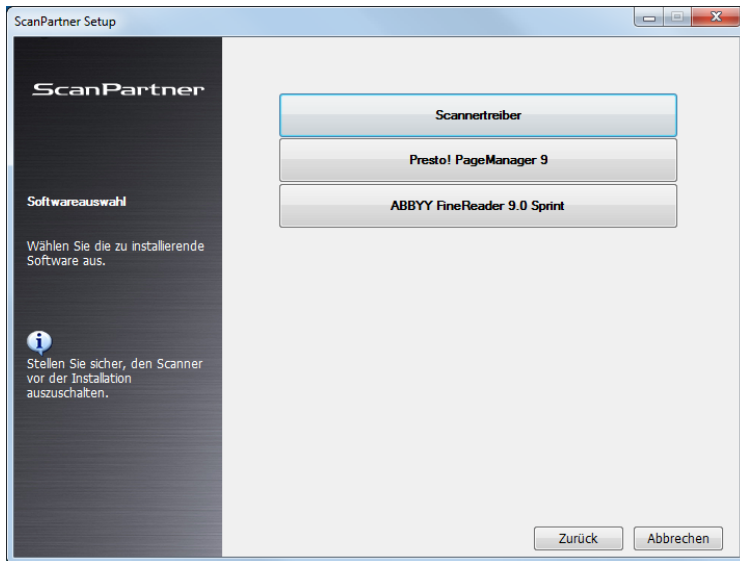 ScanPartner Setup
ScanPartner
Softwareauswahl
Wählen Sie die zu installierende
Software aus.
Stellen Sie sicher, den Scanner
vor der Installation
auszuschalten.
Scannertreiber
Presto! PageManager 9
ABBYY FineReader 9.0 Sprint
Zurück
Abbrechen